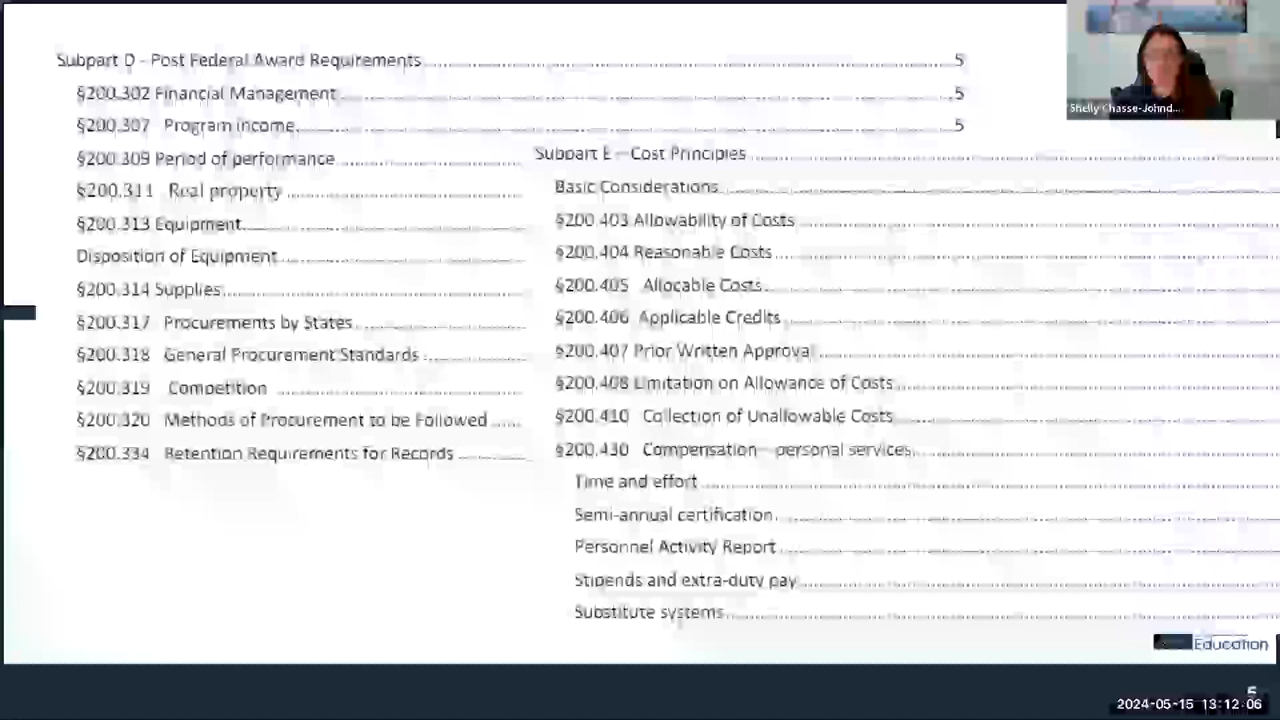 Subpart D - Post Federal Award Requirements 5
§200.302 Financial Management 5
§200.307 Program Income 5
§200.309 Period of performance
§200.311 Real property
§200.313 Equipment
Disposition of Equipment
§200.314 Supplies
§200.317 Procurements by States
§200.318 General Procurement Standards
§200.319 Competition
§200.320 Methods of Procurement to be Followed
§200.334 Retention Requirements for Records
Subpart E - Cost Principles
Basic Considerations
§200.403 Allowability of Costs
§200.404 Reasonable Costs
§200.405 Allocable Costs
§200.406 Applicable Credits
§200.407 Prior Written Approval
§200.408 Limitation on Allowance of Costs
§200.410 Collection of Unallowable Costs
§200.430 Compensation—personal services
Time and effort
Semi-annual certification
Personnel Activity Report
Stipends and extra-duty pay
Substitute systems
Shelly Chasse-Johnd...
Education
5
2024-05-15 13:12:06